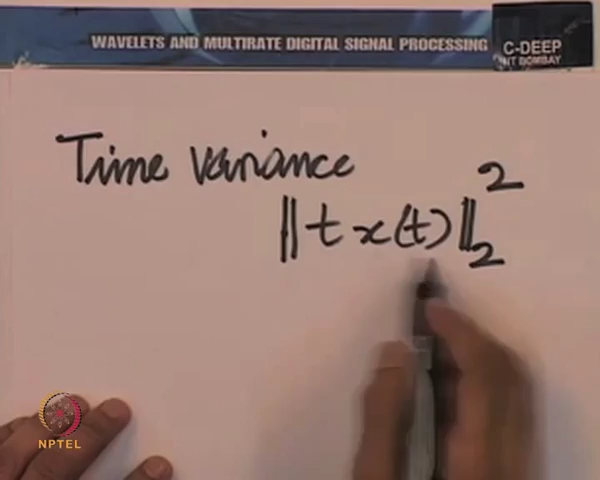 WAVELETS AND MULTIRATE DIGITAL SIGNAL PROCESSING
C-DEEP
IIT BOMBAY
Time variance
‖t x(t)‖₂²
NPTEL